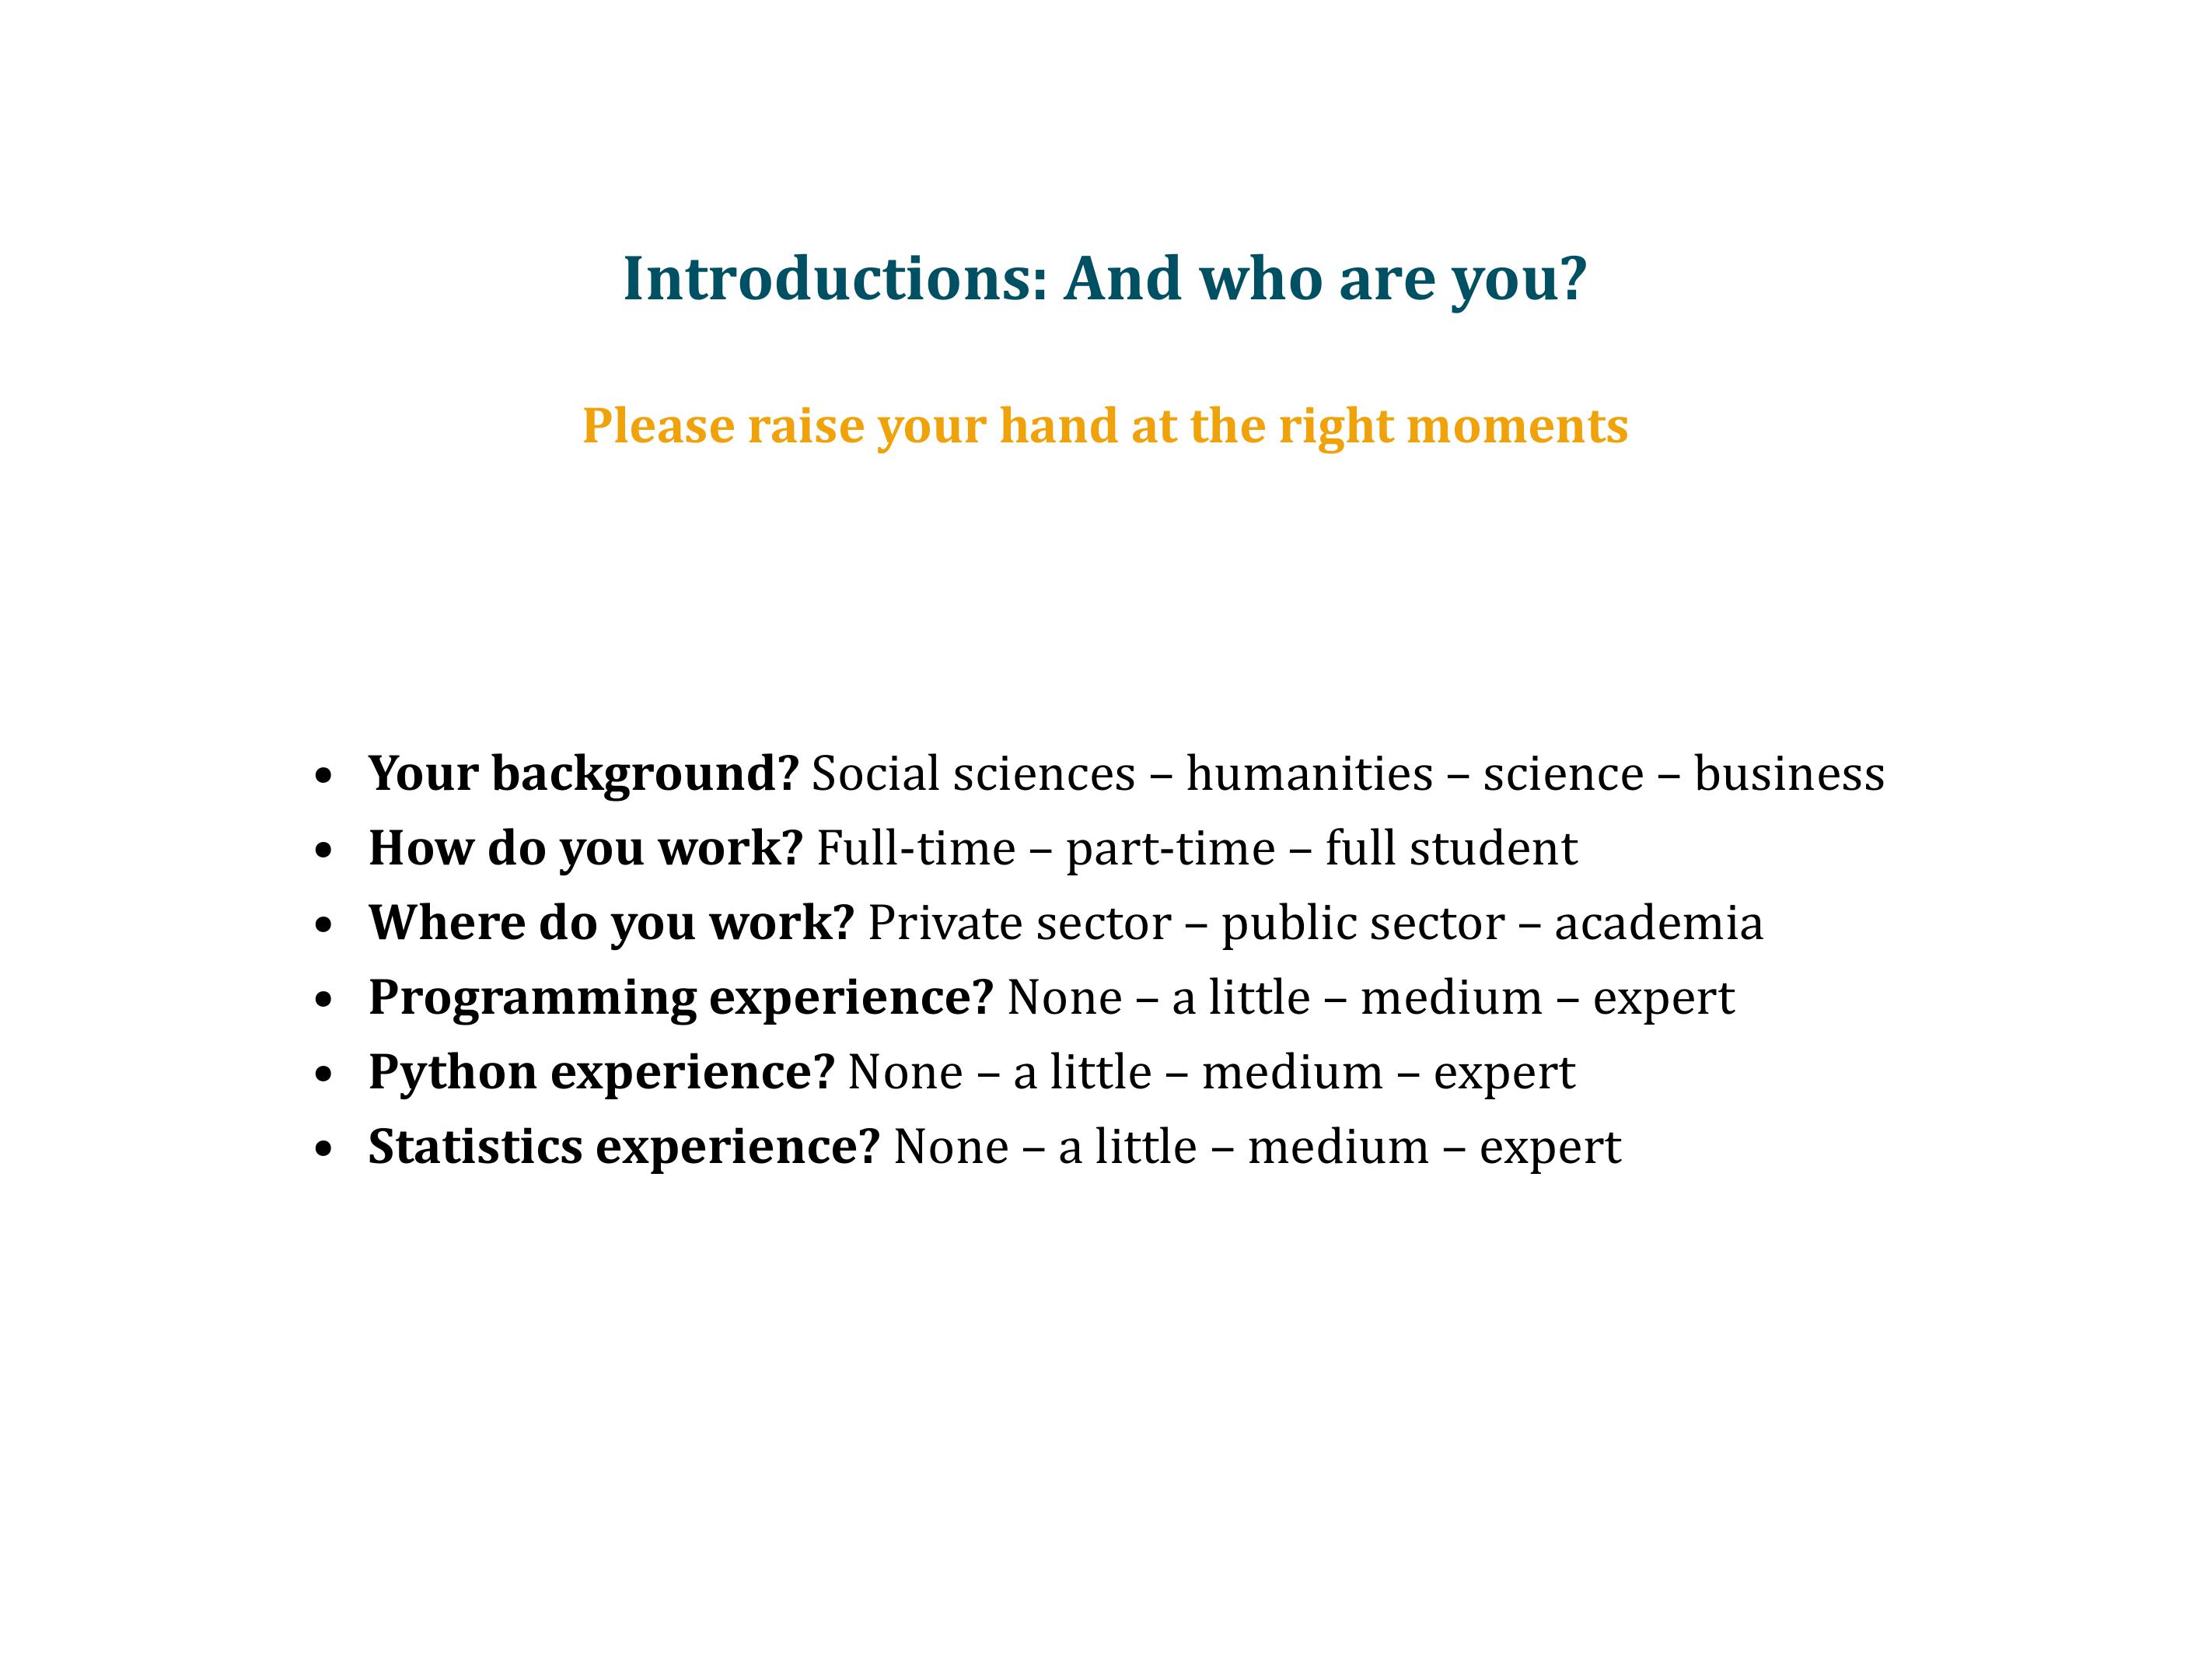 Introductions: And who are you?
Please raise your hand at the right moments
• Your background? Social sciences – humanities – science – business
• How do you work? Full-time – part-time – full student
• Where do you work? Private sector – public sector – academia
• Programming experience? None – a little – medium – expert
• Python experience? None – a little – medium – expert
• Statistics experience? None – a little – medium – expert